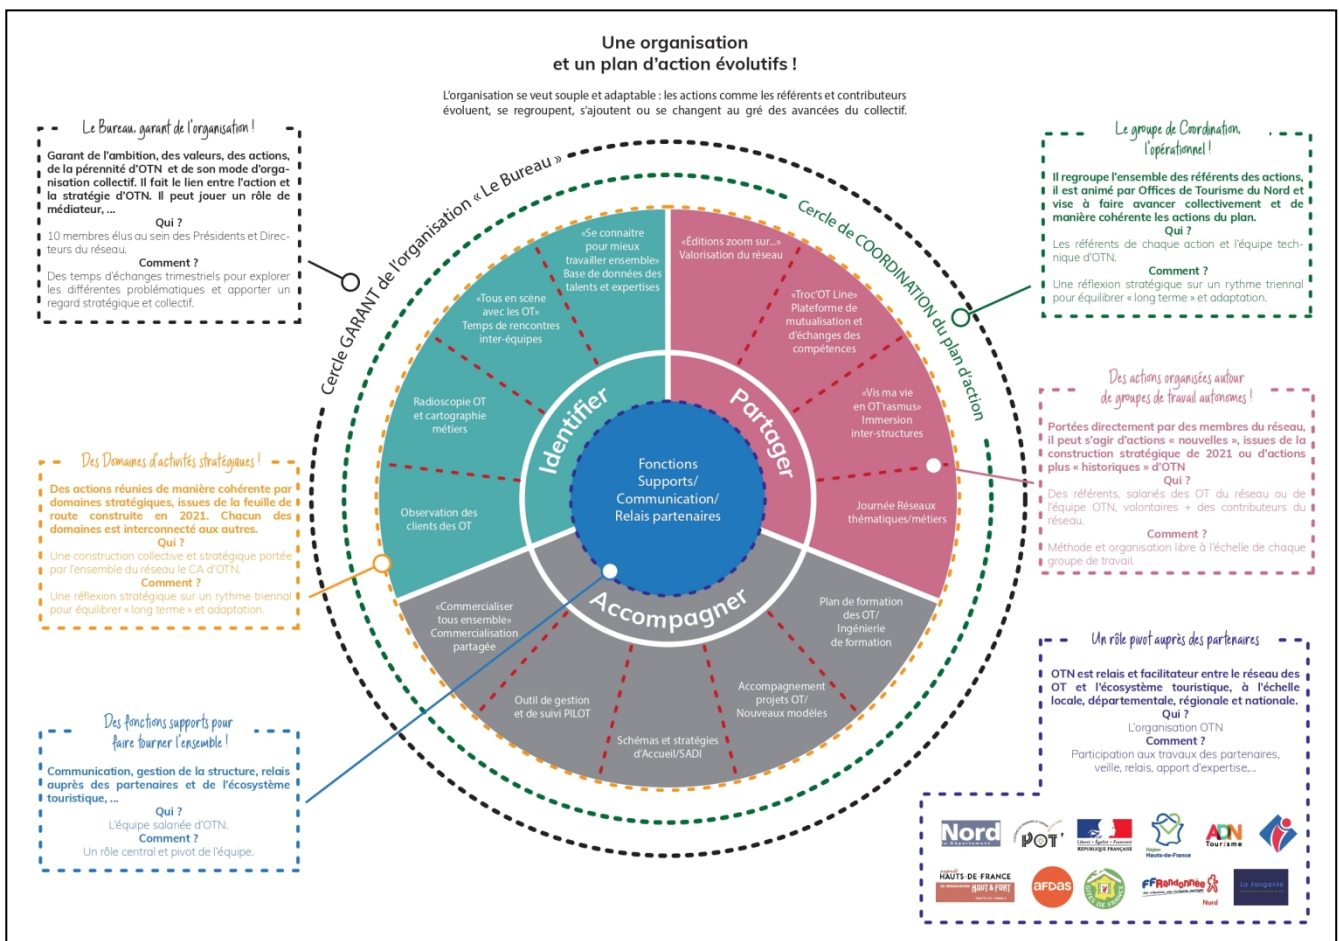 Une organisation
et un plan d'action évolutifs !
L'organisation se veut souple et adaptable : les actions comme les référents et contributeurs
évoluent, se regroupent, s'ajoutent ou se changent au gré des avancées du collectif.
Le Bureau, garant de l'organisation !
Garant de l'ambition, des valeurs, des actions,
de la pérennité d'OTN et de son mode d'orga-
nisation collectif. Il fait le lien entre l'action et
la stratégie d'OTN. Il peut jouer un rôle de
médiateur, ...
Qui ?
10 membres élus au sein des Présidents et Direc-
teurs du réseau.
Comment ?
Des temps d'échanges trimestriels pour explorer
les différentes problématiques et apporter un
regard stratégique et collectif.
Des Domaines d'activités stratégiques !
Des actions réunies de manière cohérente par
domaines stratégiques, issues de la feuille de
route construite en 2021. Chacun des
domaines est interconnecté aux autres.
Qui ?
Une construction collective et stratégique portée
par l'ensemble du réseau le CA d'OTN.
Comment ?
Une réflexion stratégique sur un rythme triennal
pour équilibrer « long terme » et adaptation.
Des fonctions supports pour
faire tourner l'ensemble !
Communication, gestion de la structure, relais
auprès des partenaires et de l'écosystème
touristique, ...
Qui ?
L'équipe salariée d'OTN.
Comment ?
Un rôle central et pivot de l'équipe.
Cercle GARANT de l'organisation « Le Bureau »
Cercle de COORDINATION du plan d'action
Identifier
«Se connaitre
pour mieux
travailler ensemble»
Base de données des
talents et expertises
«Tous en scène
avec les OT»
Temps de rencontres
inter-équipes
Radioscopie OT
et cartographie
métiers
Observation des
clients des OT
Partager
«Éditions zoom sur...»
Valorisation du réseau
«Troc'OT Line»
Plateforme de
mutualisation et
d'échanges des
compétences
«Vis ma vie
en OT'rasmus»
Immersion
inter-structures
Journée Réseaux
thématiques/métiers
Fonctions
Supports/
Communication/
Relais partenaires
Accompagner
«Commercialiser
tous ensemble»
Commercialisation
partagée
Outil de gestion
et de suivi PILOT
Schémas et stratégies
d'Accueil/SADI
Accompagnement
projets OT/
Nouveaux modèles
Plan de formation
des OT/
Ingénierie
de formation
Le groupe de Coordination,
l'opérationnel !
Il regroupe l'ensemble des référents des actions,
il est animé par Offices de Tourisme du Nord et
vise à faire avancer collectivement et de
manière cohérente les actions du plan.
Qui ?
Les référents de chaque action et l'équipe tech-
nique d'OTN.
Comment ?
Une réflexion stratégique sur un rythme triennal
pour équilibrer « long terme » et adaptation.
Des actions organisées autour
de groupes de travail autonomes !
Portées directement par des membres du réseau,
il peut s'agir d'actions « nouvelles », issues de la
construction stratégique de 2021 ou d'actions
plus « historiques » d'OTN
Qui ?
Des référents, salariés des OT du réseau ou de
l'équipe OTN, volontaires + des contributeurs du
réseau.
Comment ?
Méthode et organisation libre à l'échelle de chaque
groupe de travail.
Un rôle pivot auprès des partenaires
OTN est relais et facilitateur entre le réseau des
OT et l'écosystème touristique, à l'échelle
locale, départementale, régionale et nationale.
Qui ?
L'organisation OTN
Comment ?
Participation aux travaux des partenaires,
veille, relais, apport d'expertise,...
Nord
le Département
POT'
Liberté • Égalité • Fraternité
RÉPUBLIQUE FRANÇAISE
Région
Hauts-de-France
ADN
Tourisme
HAUTS-DE-FRANCE
HAUT & FORT
afdas
GÎTES DE FRANCE
FFRandonnée
Nord
La tangente